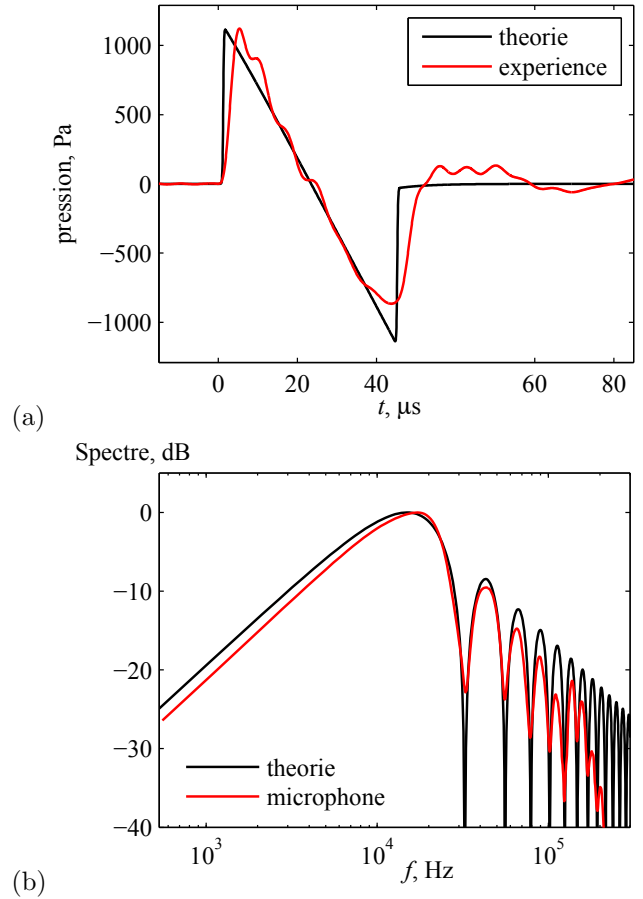 theorie
experience
1000
500
0
−500
−1000
pression, Pa
0 20 40 60 80
t, μs
(a)
Spectre, dB
0
−10
−20
−30
−40
theorie
microphone
10³ 10⁴ 10⁵
f, Hz
(b)